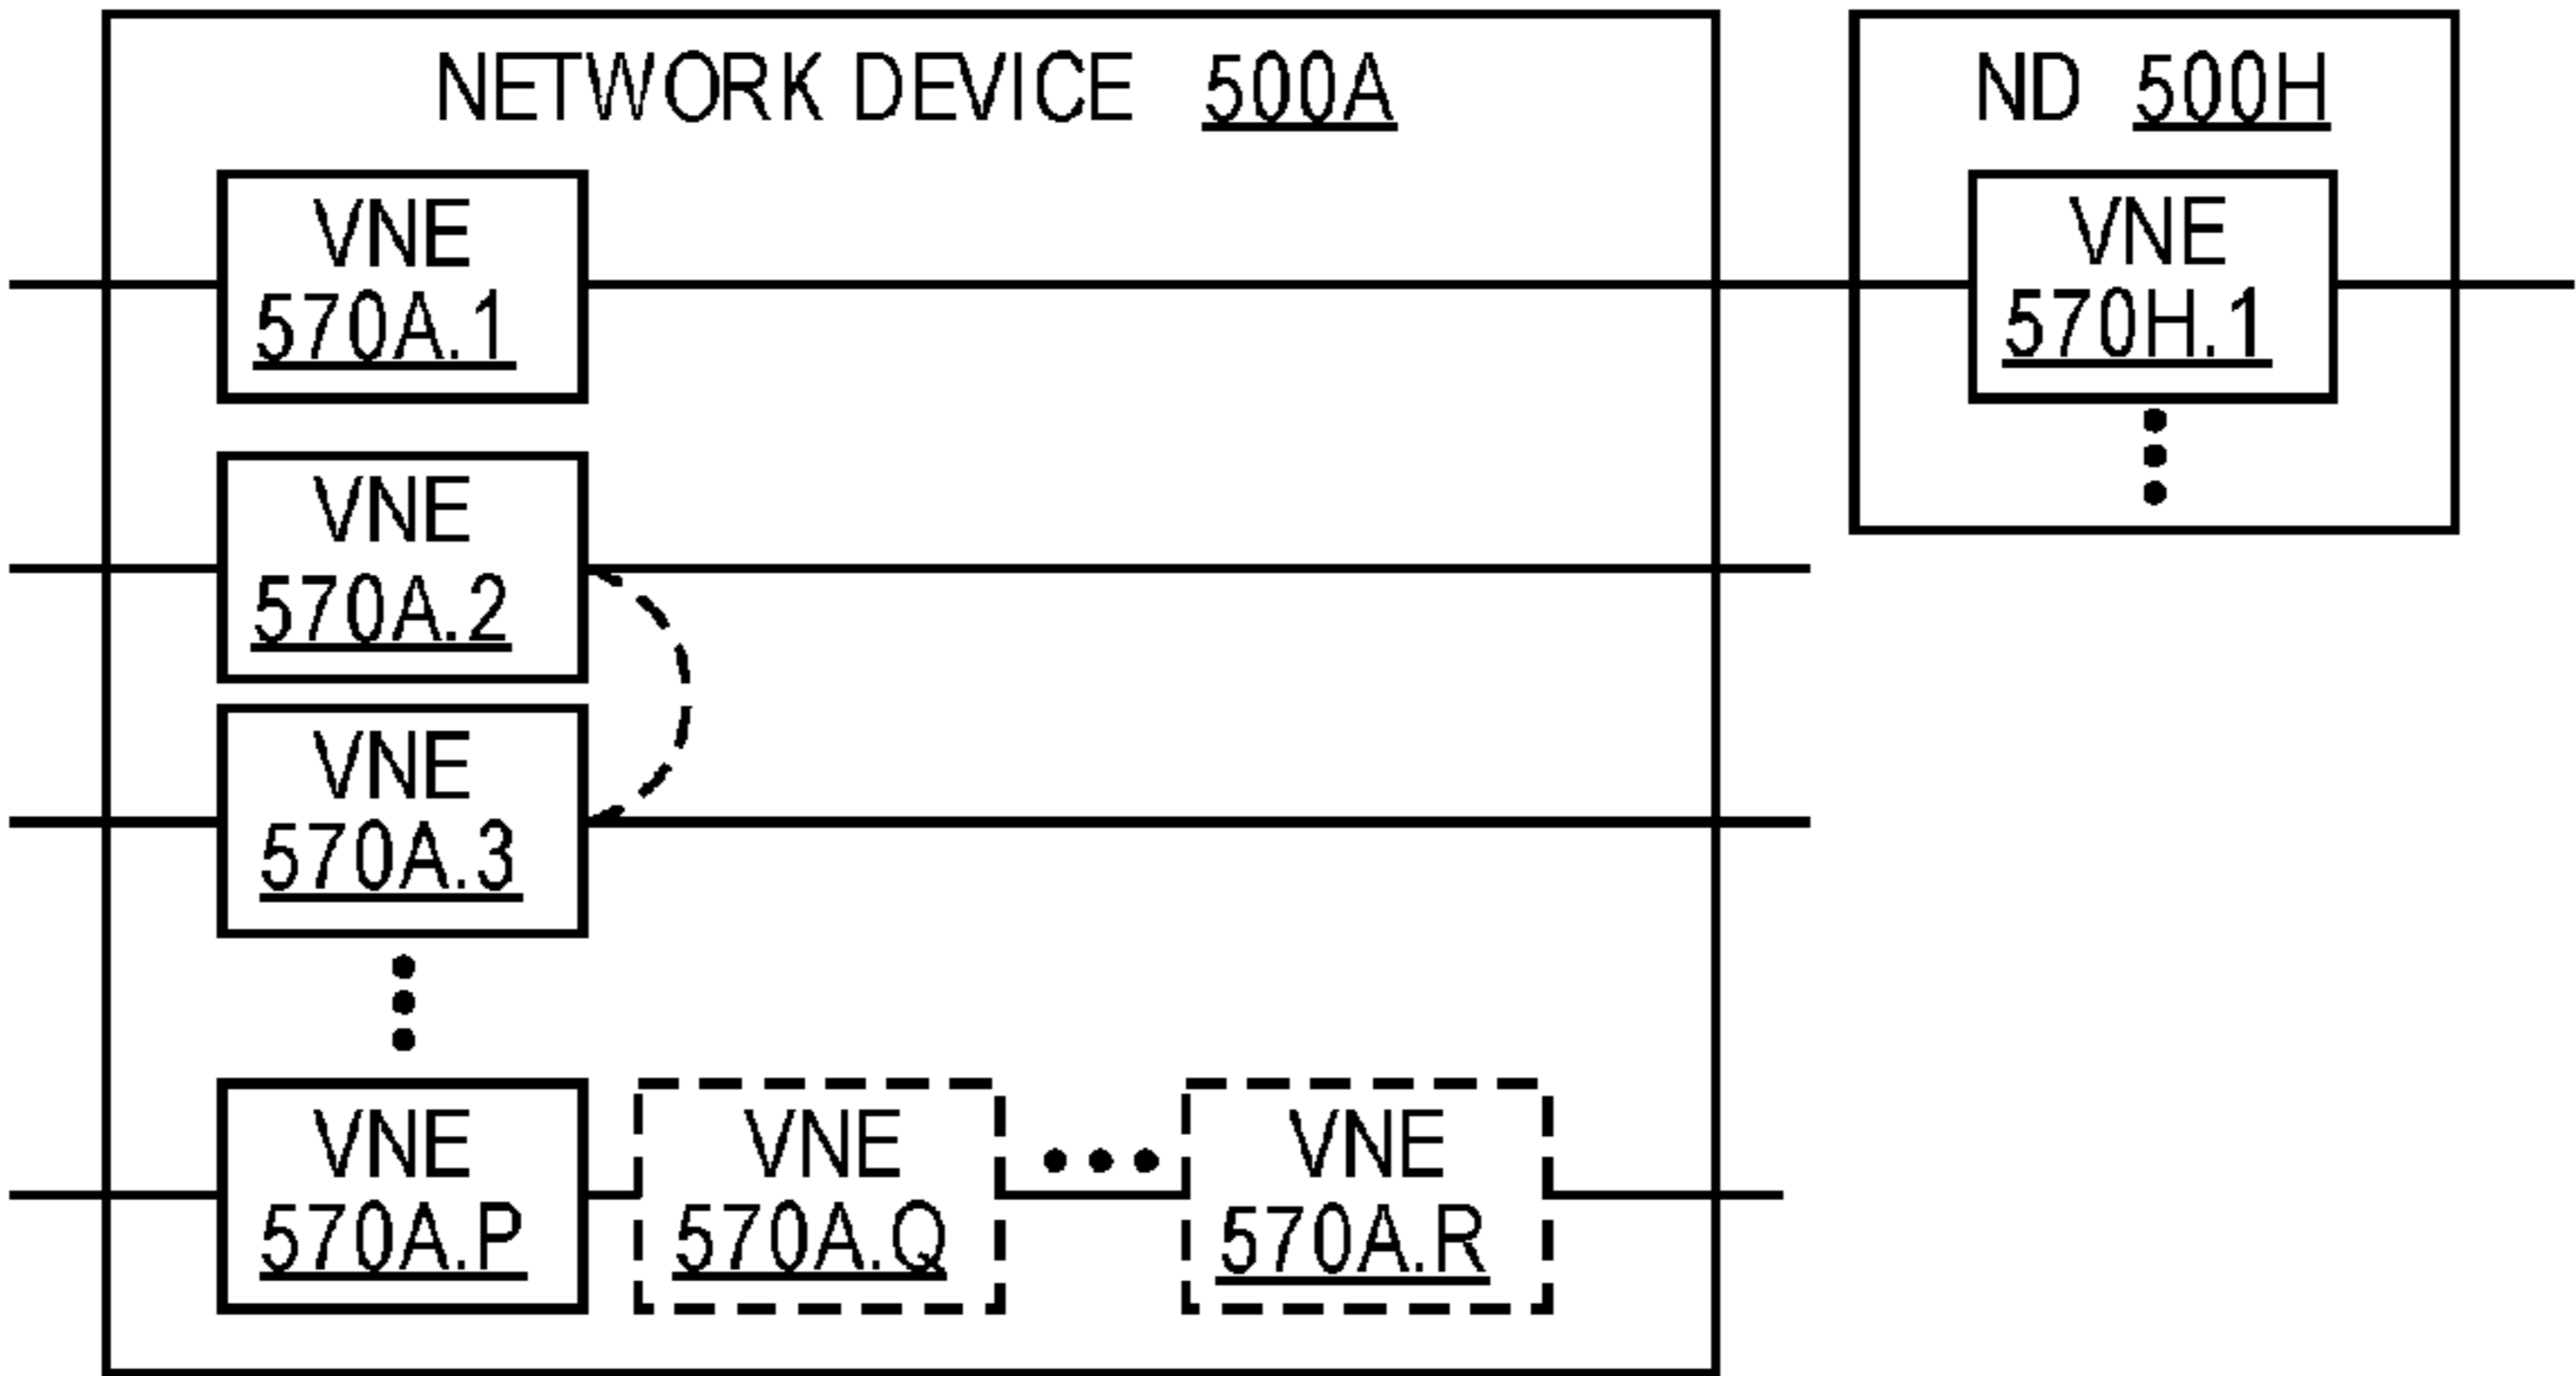 NETWORK DEVICE 500A
ND 500H
VNE
570A.1
VNE
570H.1
VNE
570A.2
VNE
570A.3
VNE
570A.P
VNE
570A.Q
VNE
570A.R